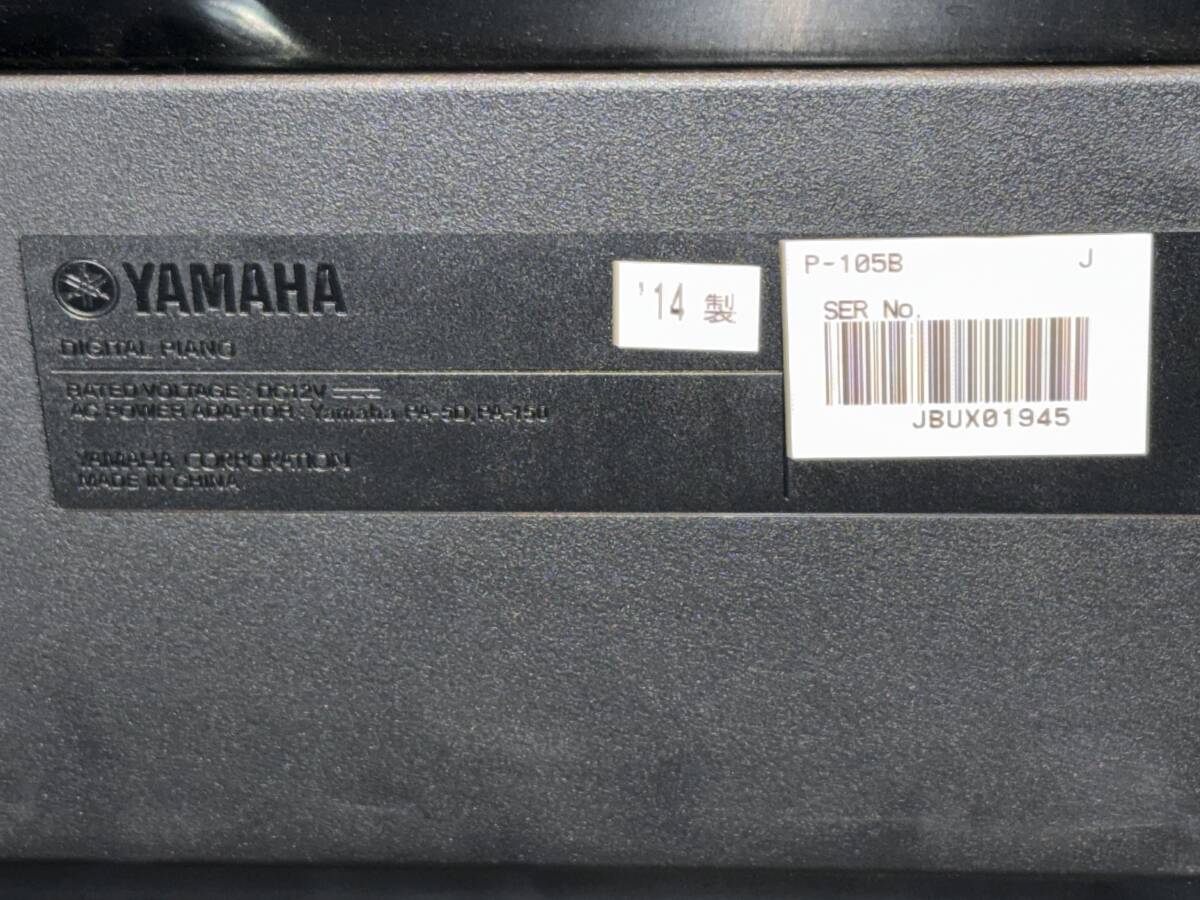 YAMAHA
DIGITAL PIANO
RATED VOLTAGE : DC12V
AC POWER ADAPTOR : Yamaha PA-5D, PA-150
YAMAHA CORPORATION
MADE IN CHINA
'14 製
P-105B J
SER No.
JBUX01945